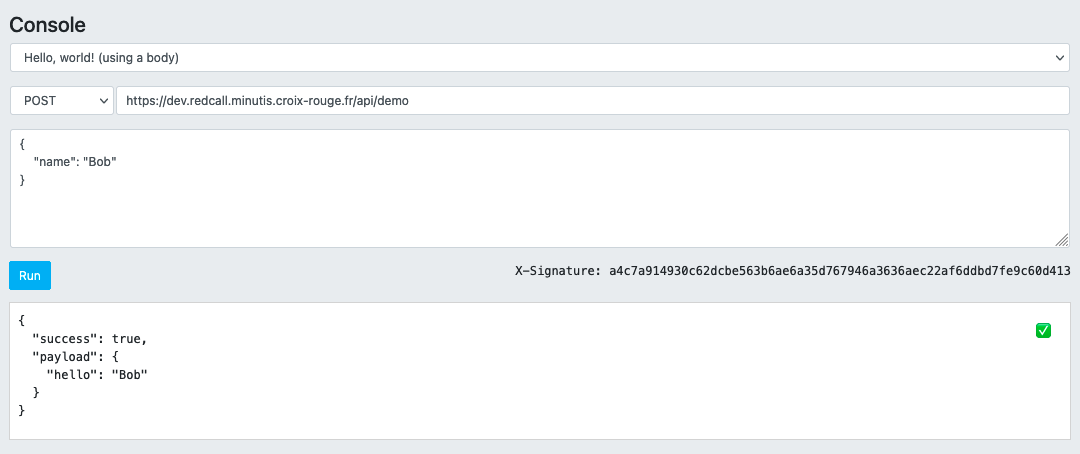 Console
Hello, world! (using a body)
POST https://dev.redcall.minutis.croix-rouge.fr/api/demo
{
"name": "Bob"
}
Run X-Signature: a4c7a914930c62dcbe563b6ae6a35d767946a3636aec22af6ddbd7fe9c60d413
{
"success": true,
"payload": {
"hello": "Bob"
}
}